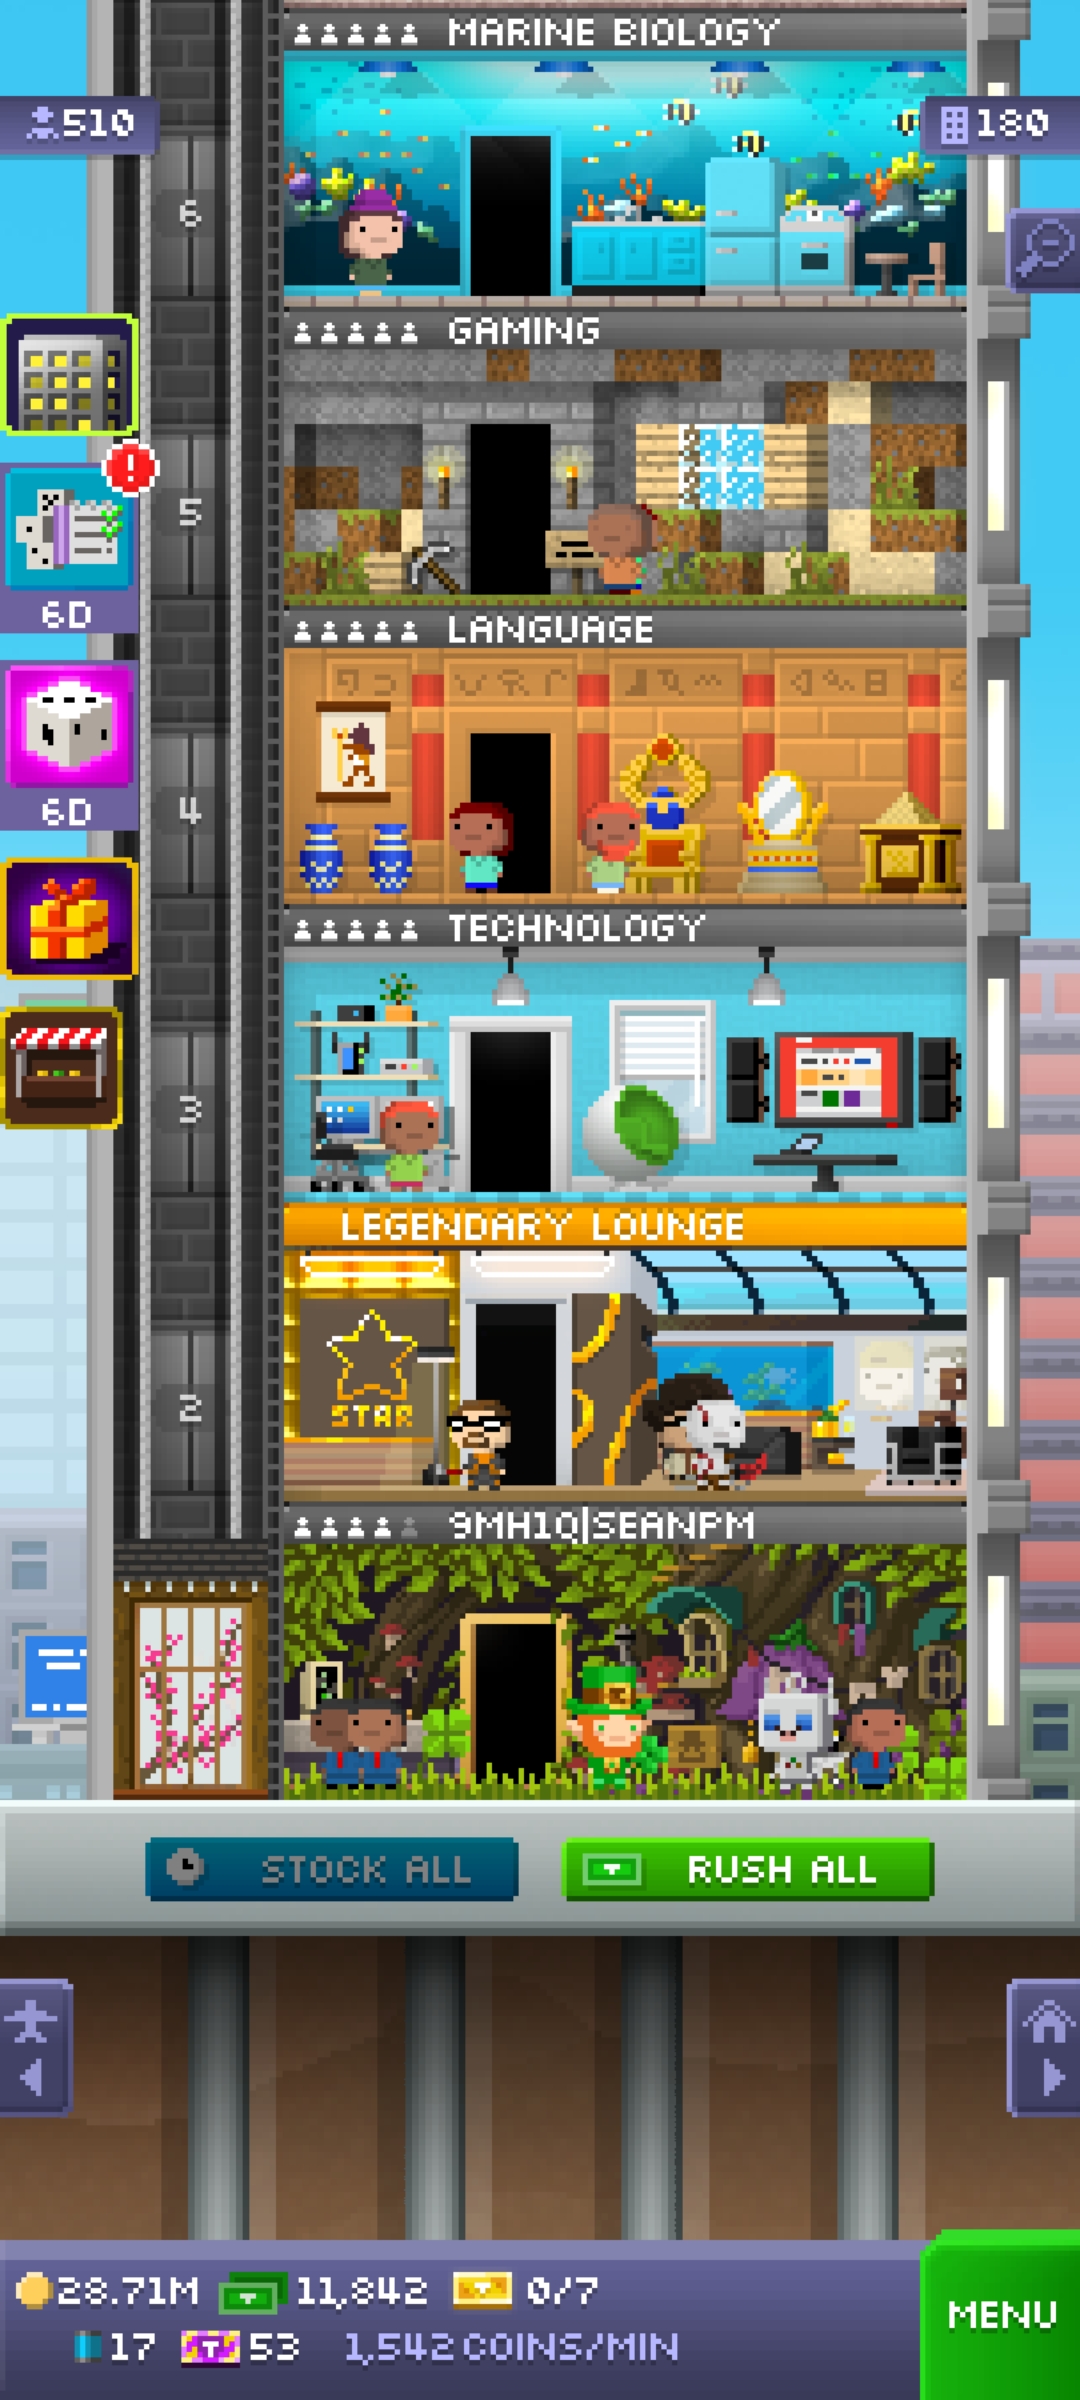 MARINE BIOLOGY
510
180
6
GAMING
5
6D
LANGUAGE
6D
4
TECHNOLOGY
3
LEGENDARY LOUNGE
STAR
2
9MH1Q|SEANPM
STOCK ALL
RUSH ALL
28.71M 11,842 0/7
17 53 1,542 COINS/MIN
MENU